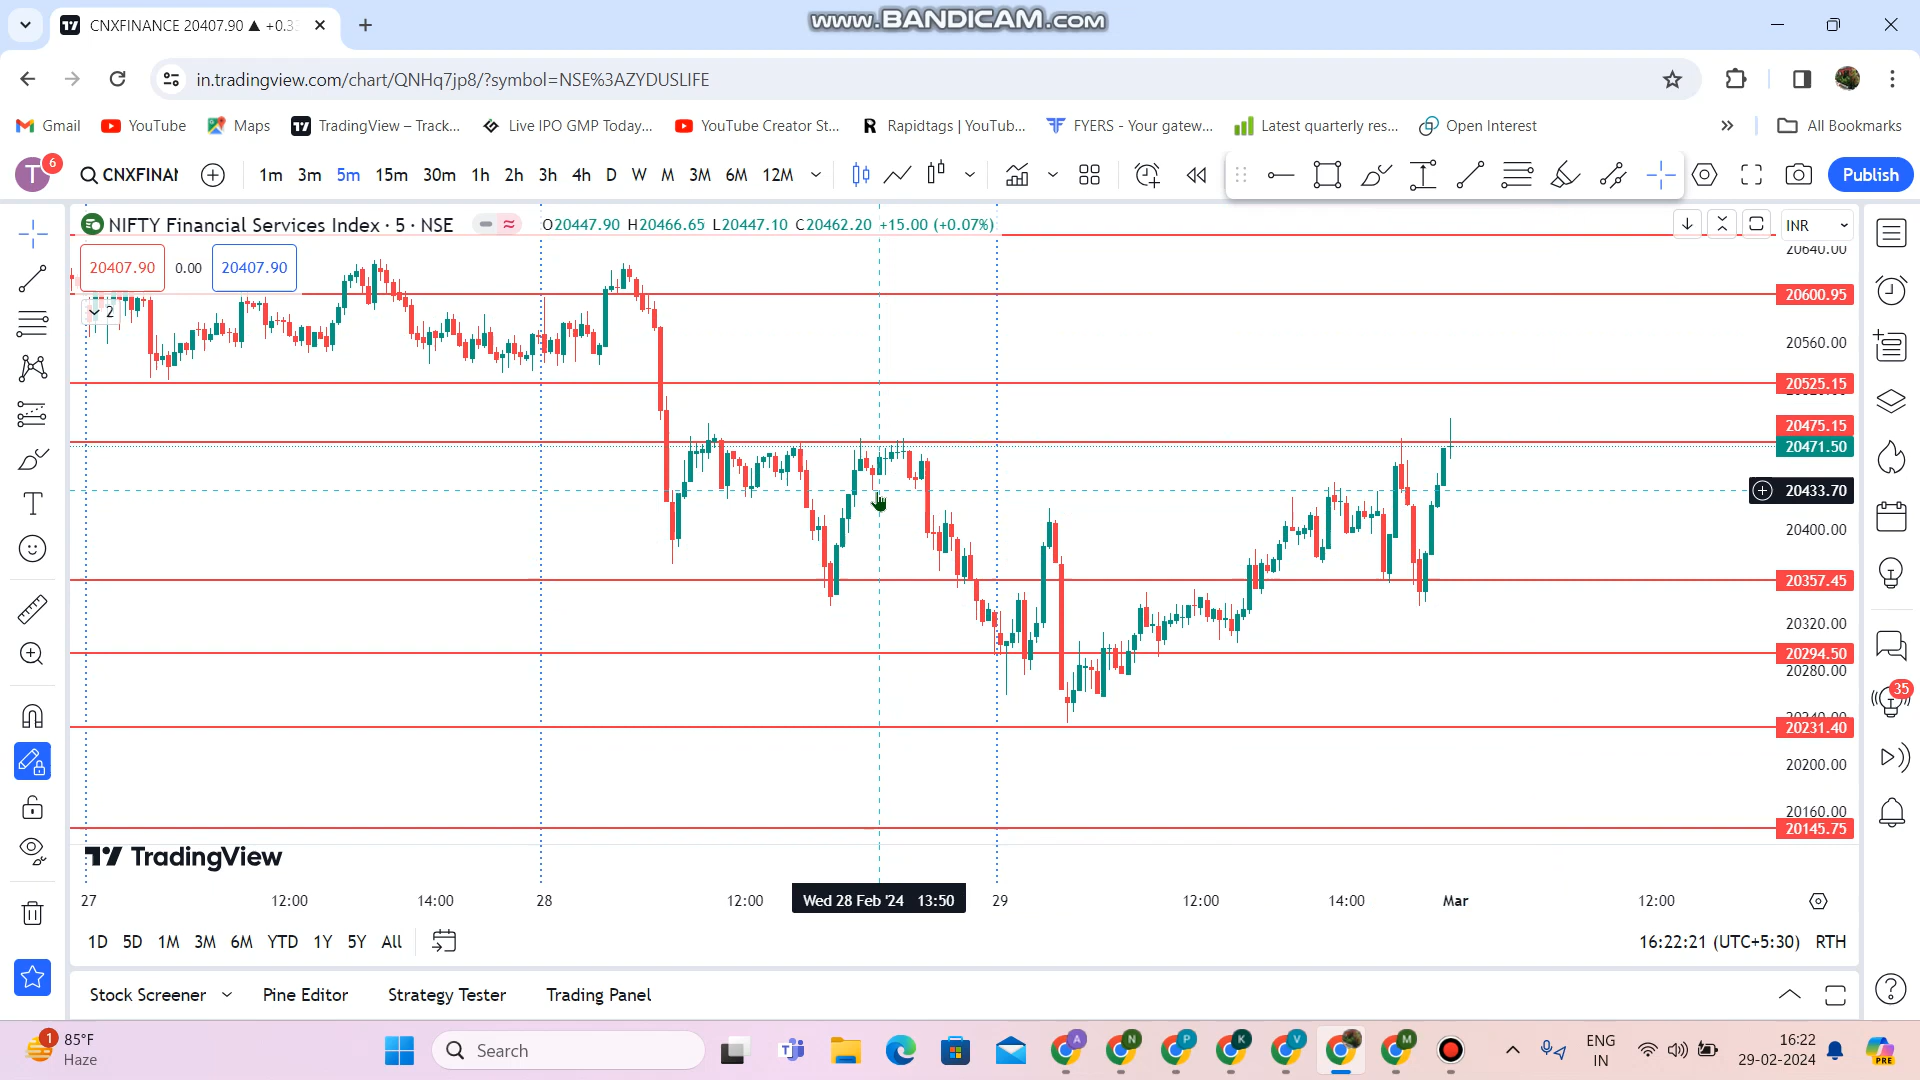 CNXFINANCE 20407.90 ▲ +0.3
www.BANDICAM.com
in.tradingview.com/chart/QNHq7jp8/?symbol=NSE%3AZYDUSLIFE
Gmail YouTube Maps TradingView – Track... Live IPO GMP Today,... YouTube Creator St... Rapidtags | YouTub... FYERS - Your gatew... Latest quarterly res... Open Interest » All Bookmarks
T 6 CNXFINAN 1m 3m 5m 15m 30m 1h 2h 3h 4h D W M 3M 6M 12M Publish
NIFTY Financial Services Index · 5 · NSE O20447.90 H20466.65 L20447.10 C20462.20 +15.00 (+0.07%) INR
20640.00
20407.90 0.00 20407.90
20600.95
2
20560.00
20525.15
20475.15
20471.50
20433.70
20400.00
20357.45
20320.00
20294.50
20280.00
35
20231.40
20200.00
20160.00
20145.75
TradingView
27 12:00 14:00 28 12:00 Wed 28 Feb '24 13:50 29 12:00 14:00 Mar 12:00
1D 5D 1M 3M 6M YTD 1Y 5Y All 16:22:21 (UTC+5:30) RTH
Stock Screener Pine Editor Strategy Tester Trading Panel
1 85°F
Haze
Search
A N P K V M
ENG
IN
16:22
29-02-2024
PRE